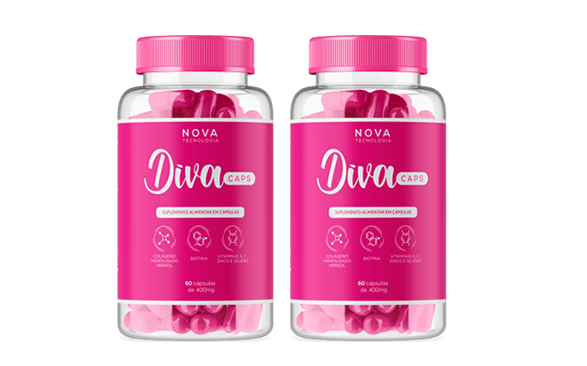 NOVA
TECNOLOGIA
Diva
CAPS
SUPLEMENTO ALIMENTAR EM CÁPSULAS
COLÁGENO
HIDROLISADO
VERISOL
BIOTINA
VITAMINAS A, C,
ZINCO E SELÊNIO
60 cápsulas
de 400mg
NOVA
TECNOLOGIA
Diva
CAPS
SUPLEMENTO ALIMENTAR EM CÁPSULAS
COLÁGENO
HIDROLISADO
VERISOL
BIOTINA
VITAMINAS A, C,
ZINCO E SELÊNIO
60 cápsulas
de 400mg